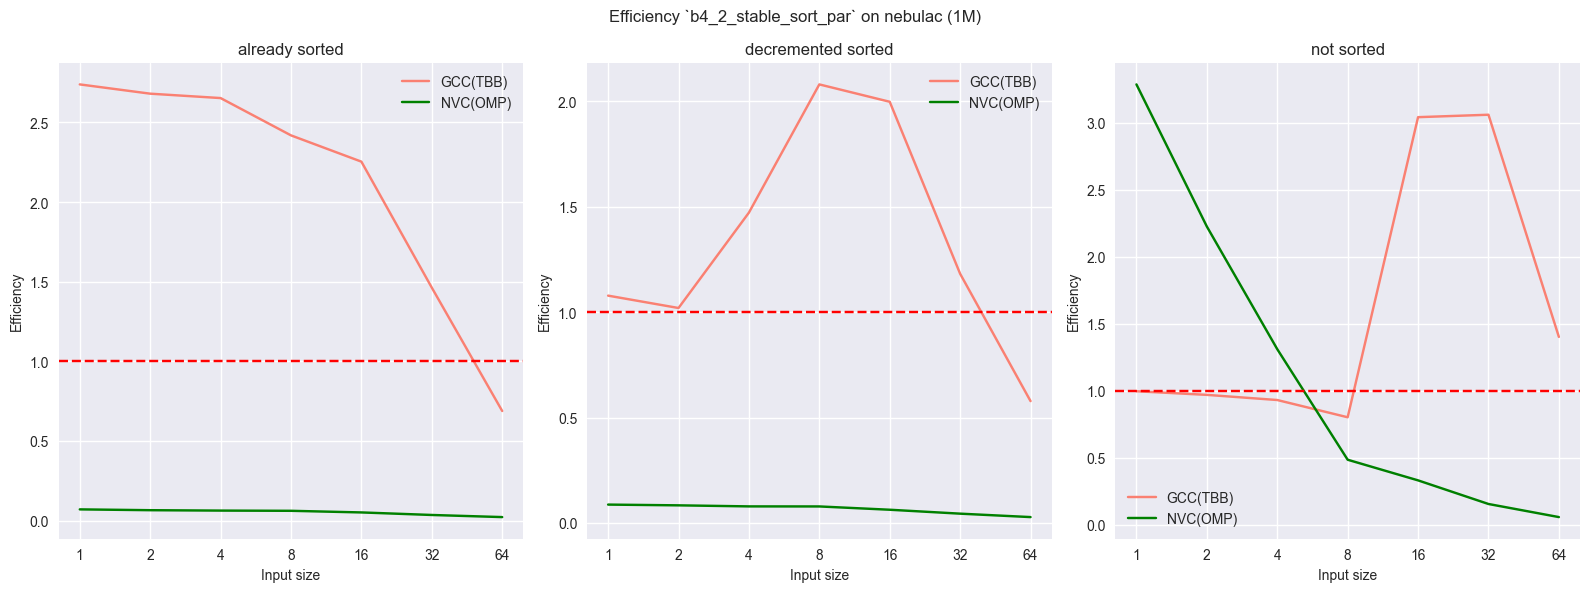 Efficiency `b4_2_stable_sort_par` on nebulac (1M)
already sorted
GCC(TBB)
NVC(OMP)
Efficiency
2.5
2.0
1.5
1.0
0.5
0.0
1 2 4 8 16 32 64
Input size
decremented sorted
GCC(TBB)
NVC(OMP)
Efficiency
2.0
1.5
1.0
0.5
0.0
1 2 4 8 16 32 64
Input size
not sorted
Efficiency
3.0
2.5
2.0
1.5
1.0
0.5
0.0
GCC(TBB)
NVC(OMP)
1 2 4 8 16 32 64
Input size